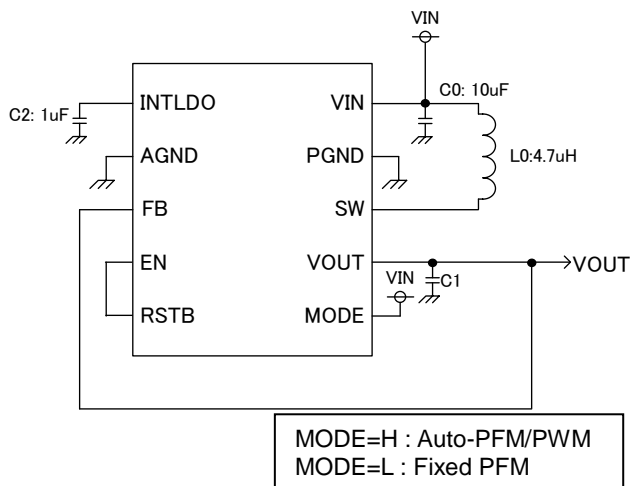 VIN
C2: 1uF
INTLDO
VIN
C0: 10uF
AGND
PGND
L0:4.7uH
FB
SW
EN
VOUT
VIN
C1
VOUT
RSTB
MODE
MODE=H : Auto-PFM/PWM
MODE=L : Fixed PFM